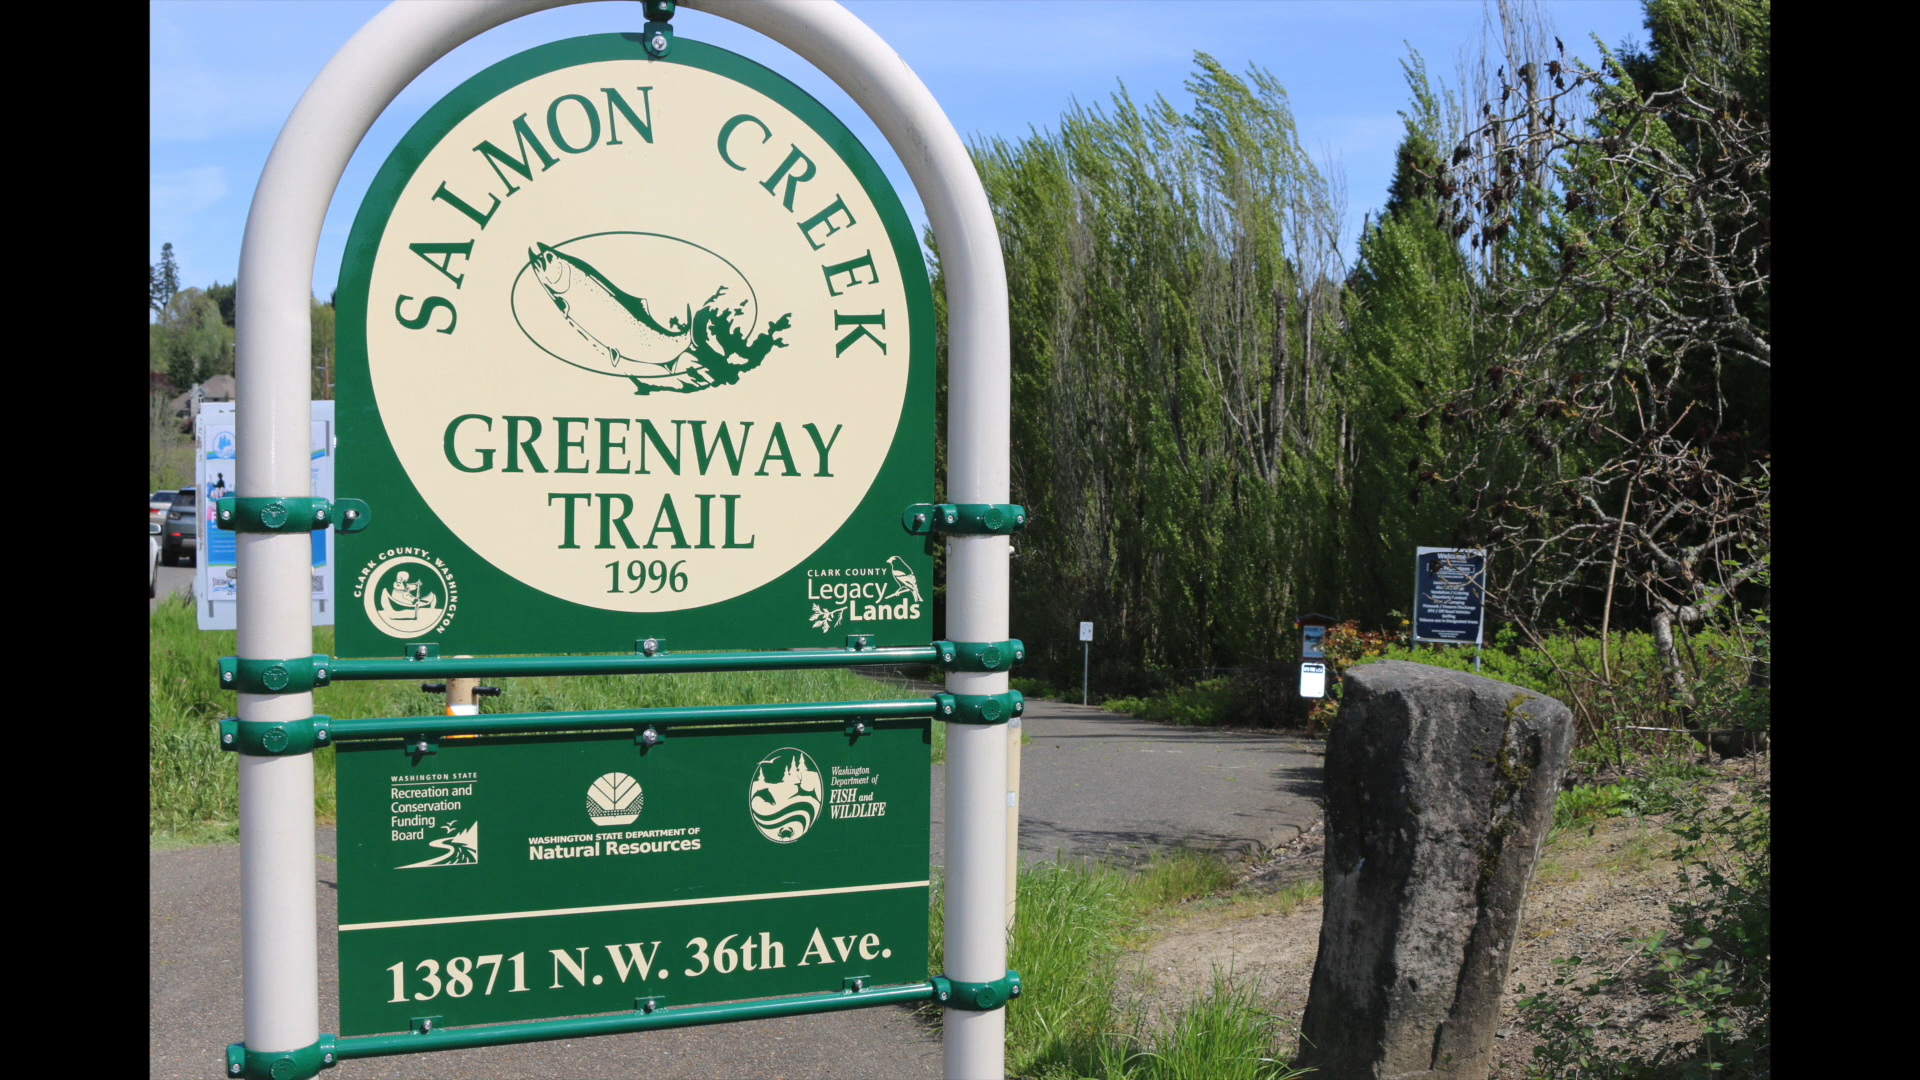 SALMON CREEK
GREENWAY
TRAIL
1996
CLARK COUNTY, WASHINGTON
CLARK COUNTY
Legacy
Lands
WASHINGTON STATE
Recreation and
Conservation
Funding
Board
WASHINGTON STATE DEPARTMENT OF
Natural Resources
Washington
Department of
FISH and
WILDLIFE
13871 N.W. 36th Ave.
Welcome